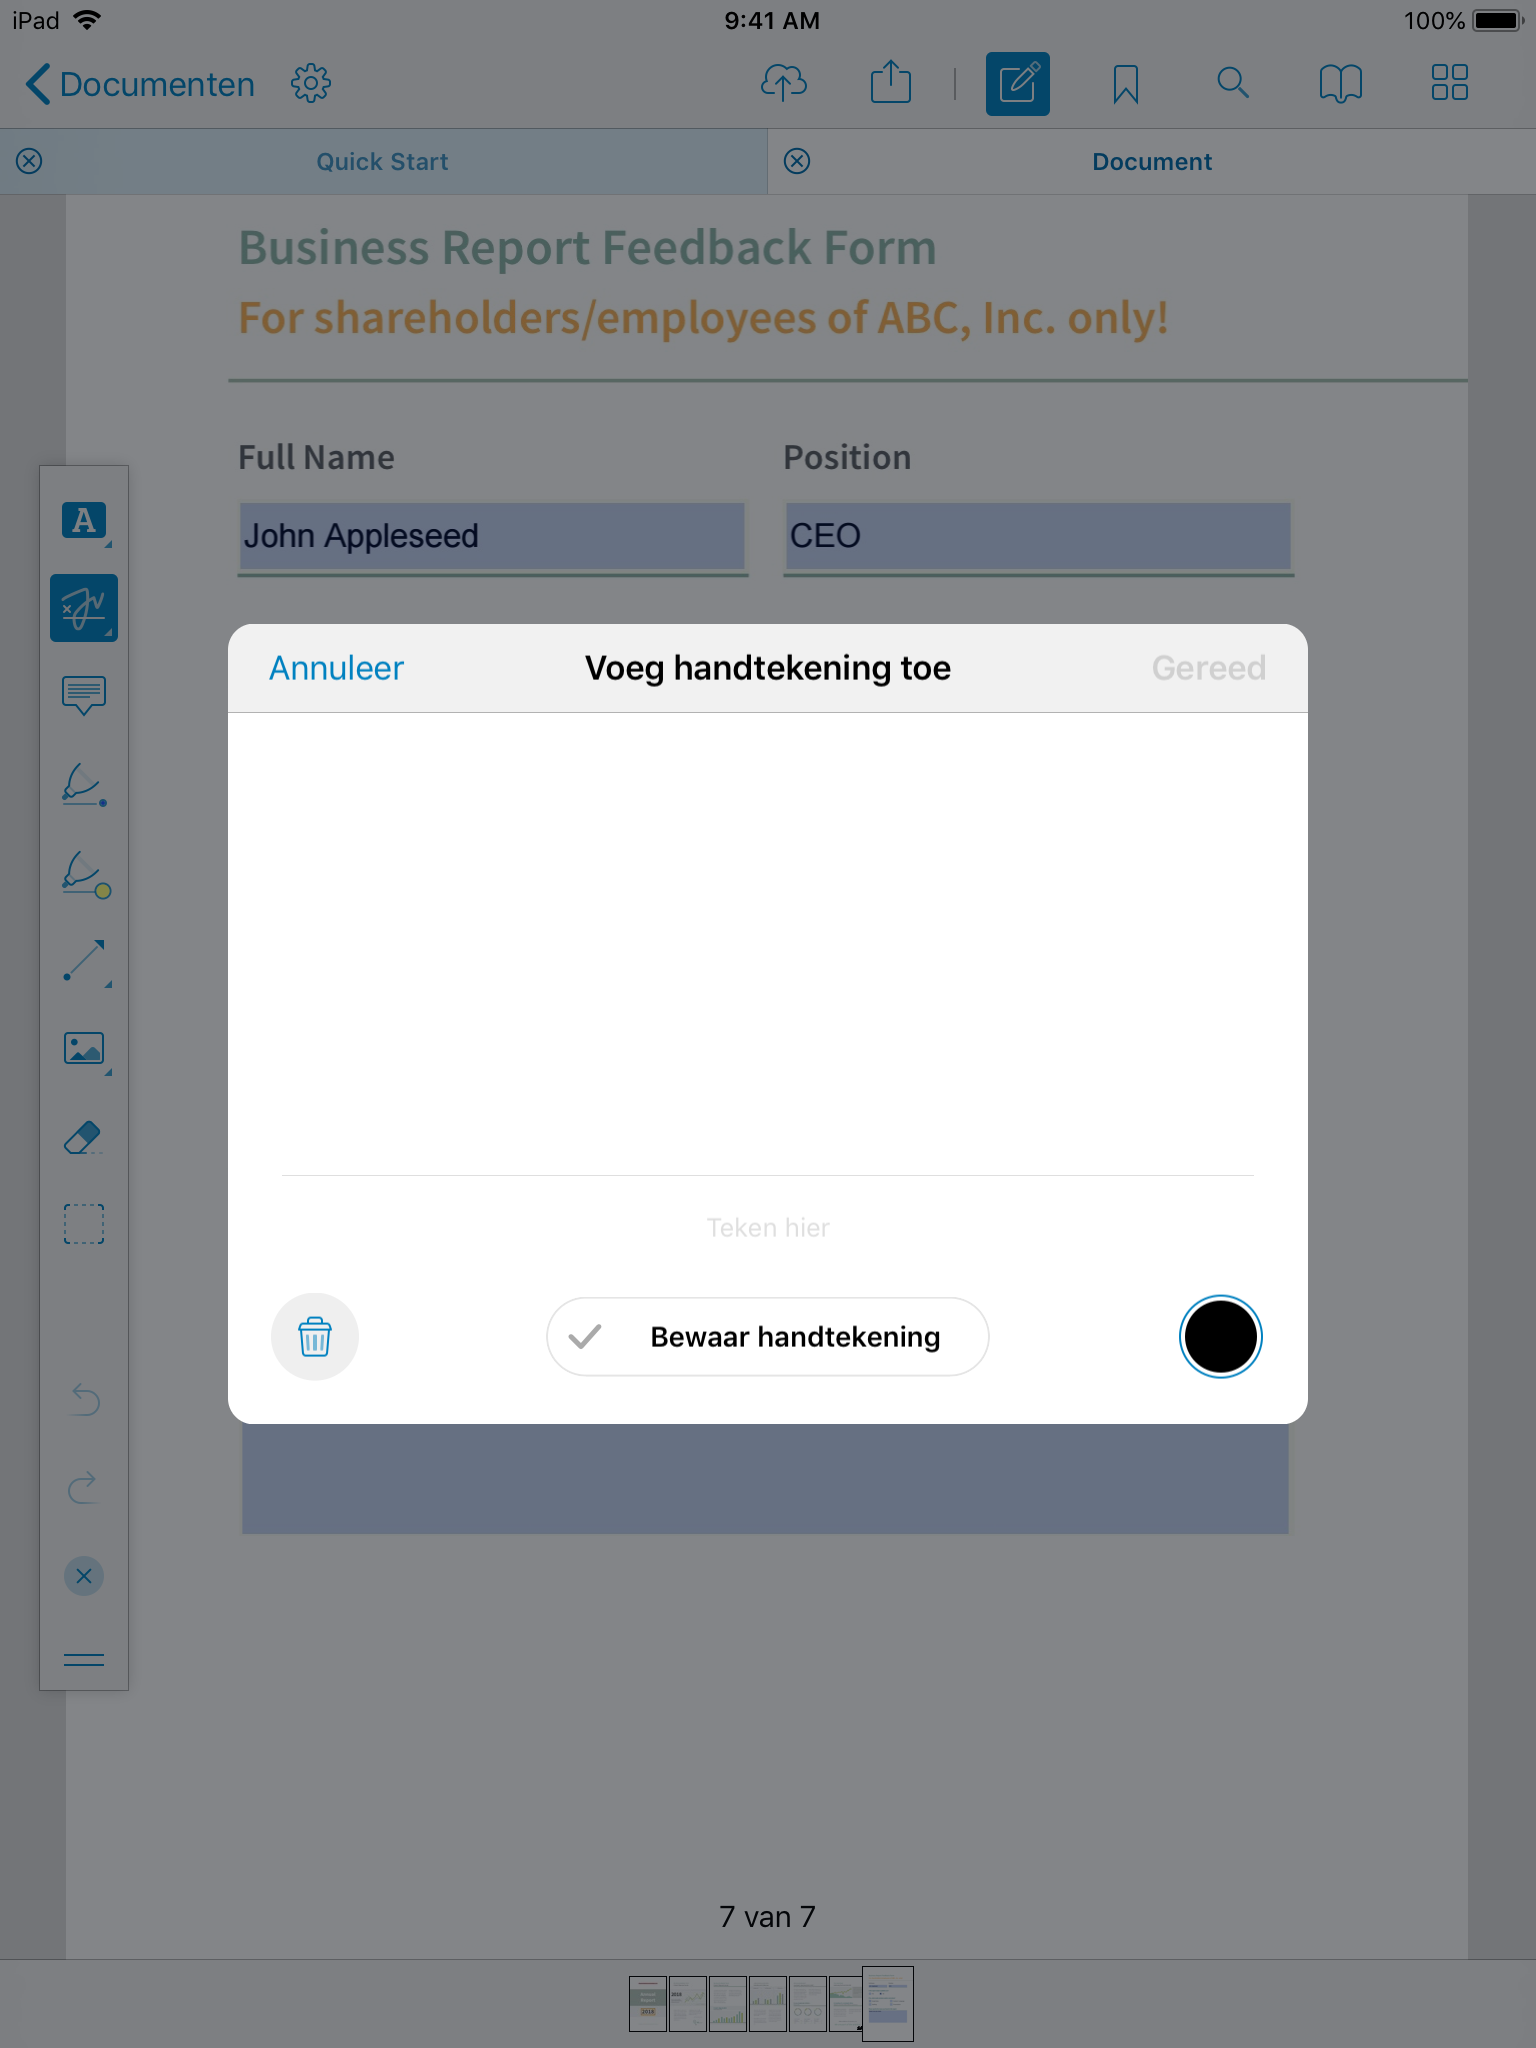 iPad
9:41 AM
100%
Documenten
Quick Start
Document
Business Report Feedback Form
For shareholders/employees of ABC, Inc. only!
Full Name
Position
John Appleseed
CEO
A
Annuleer
Voeg handtekening toe
Gereed
Teken hier
Bewaar handtekening
7 van 7